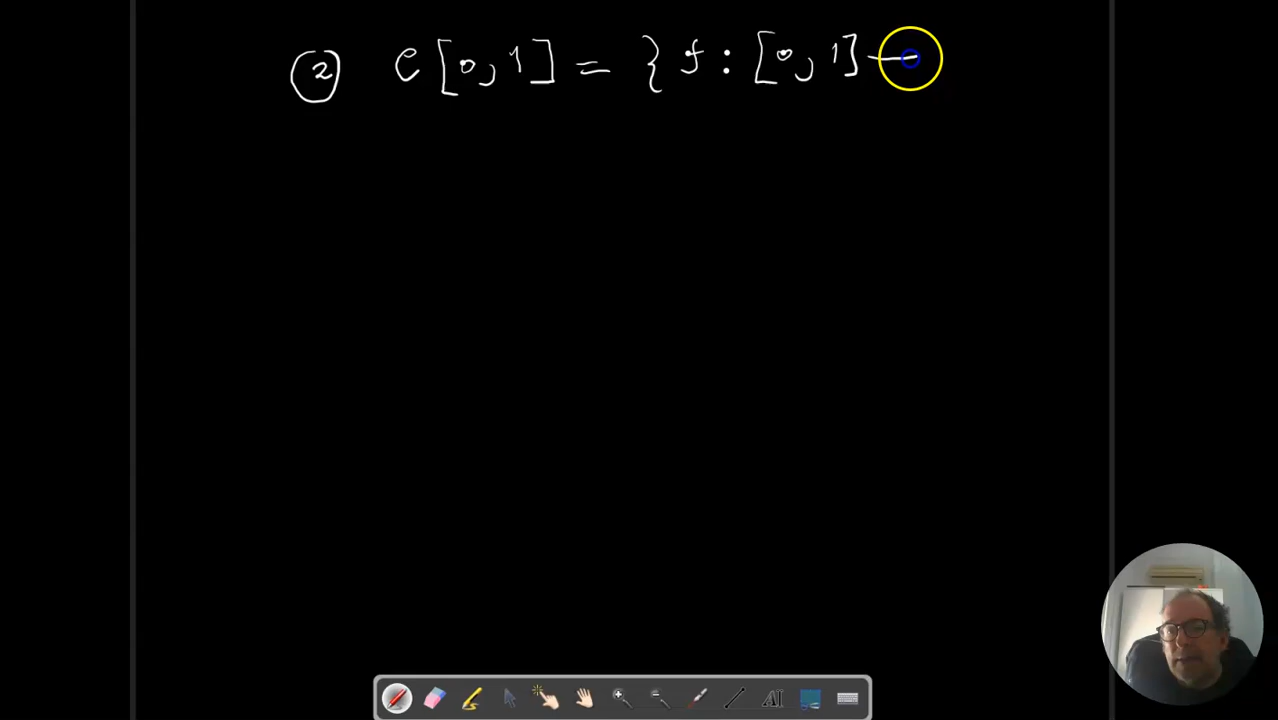 ② C[0,1] = { f : [0,1] —